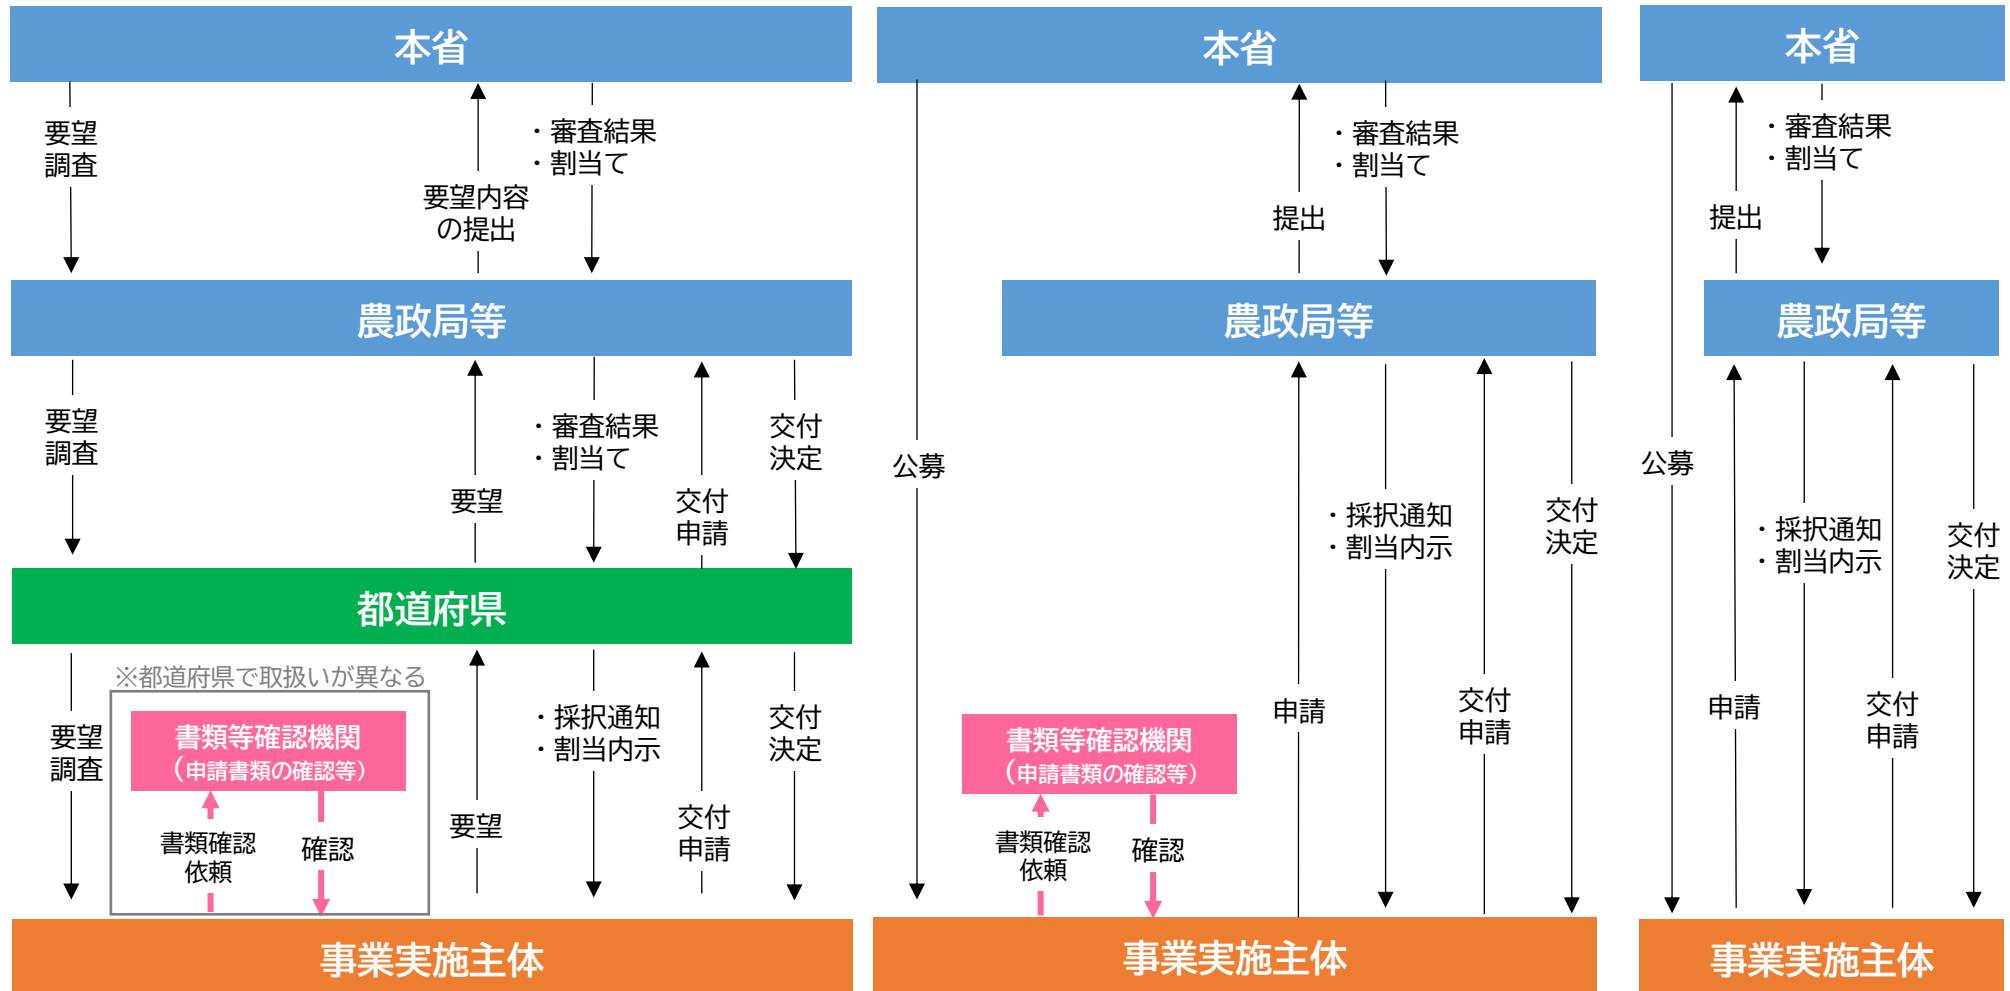 本省
要望
調査
要望内容
の提出
・審査結果
・割当て
農政局等
要望
調査
要望
・審査結果
・割当て
交付
申請
交付
決定
都道府県
※都道府県で取扱いが異なる
要望
調査
書類等確認機関
（申請書類の確認等）
書類確認
依頼
確認
要望
・採択通知
・割当内示
交付
申請
交付
決定
事業実施主体
本省
公募
提出
・審査結果
・割当て
農政局等
書類等確認機関
（申請書類の確認等）
書類確認
依頼
確認
申請
・採択通知
・割当内示
交付
申請
交付
決定
事業実施主体
本省
公募
提出
・審査結果
・割当て
農政局等
申請
・採択通知
・割当内示
交付
申請
交付
決定
事業実施主体